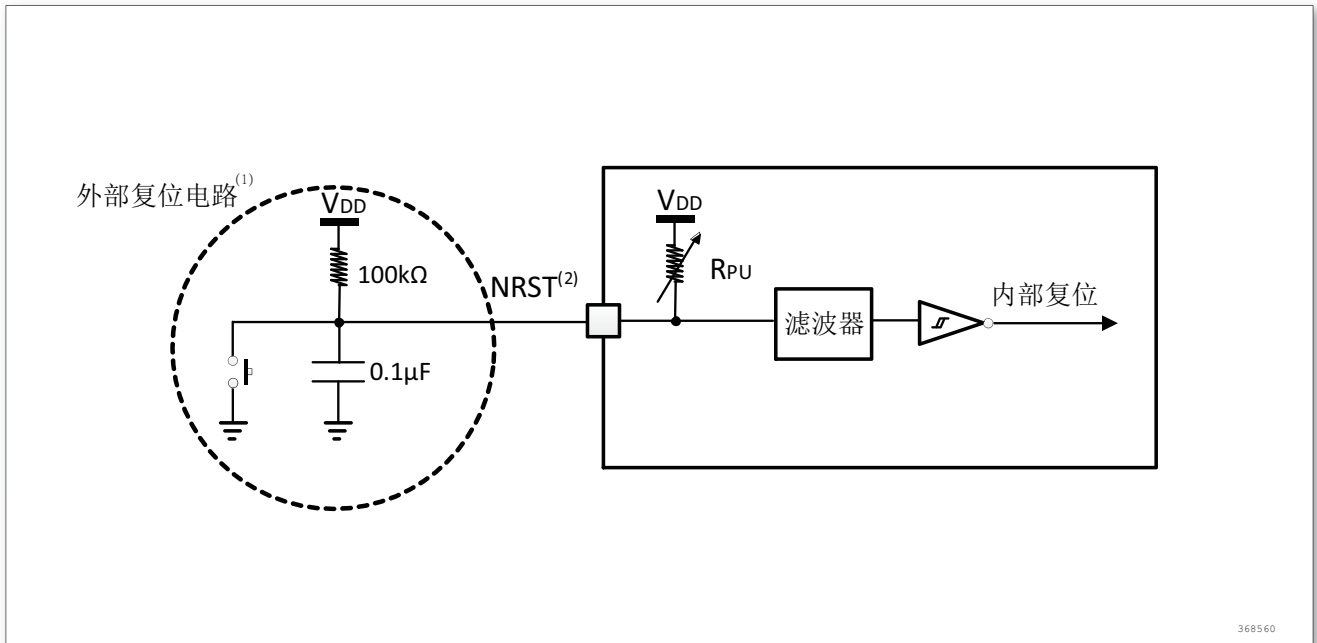 外部复位电路(1)
VDD
100kΩ
0.1μF
NRST(2)
VDD
RPU
滤波器
内部复位
368560